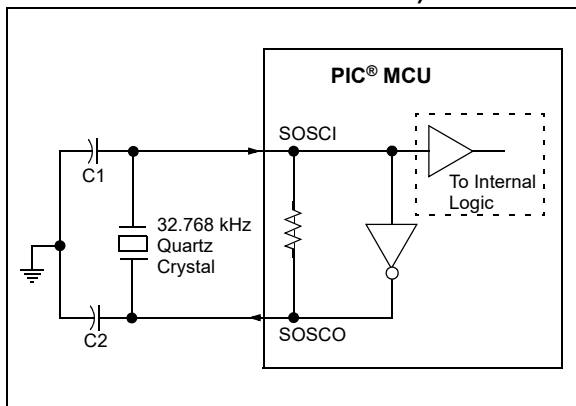 PIC® MCU
SOSCI
C1
To Internal
Logic
32.768 kHz
Quartz
Crystal
SOSCO
C2